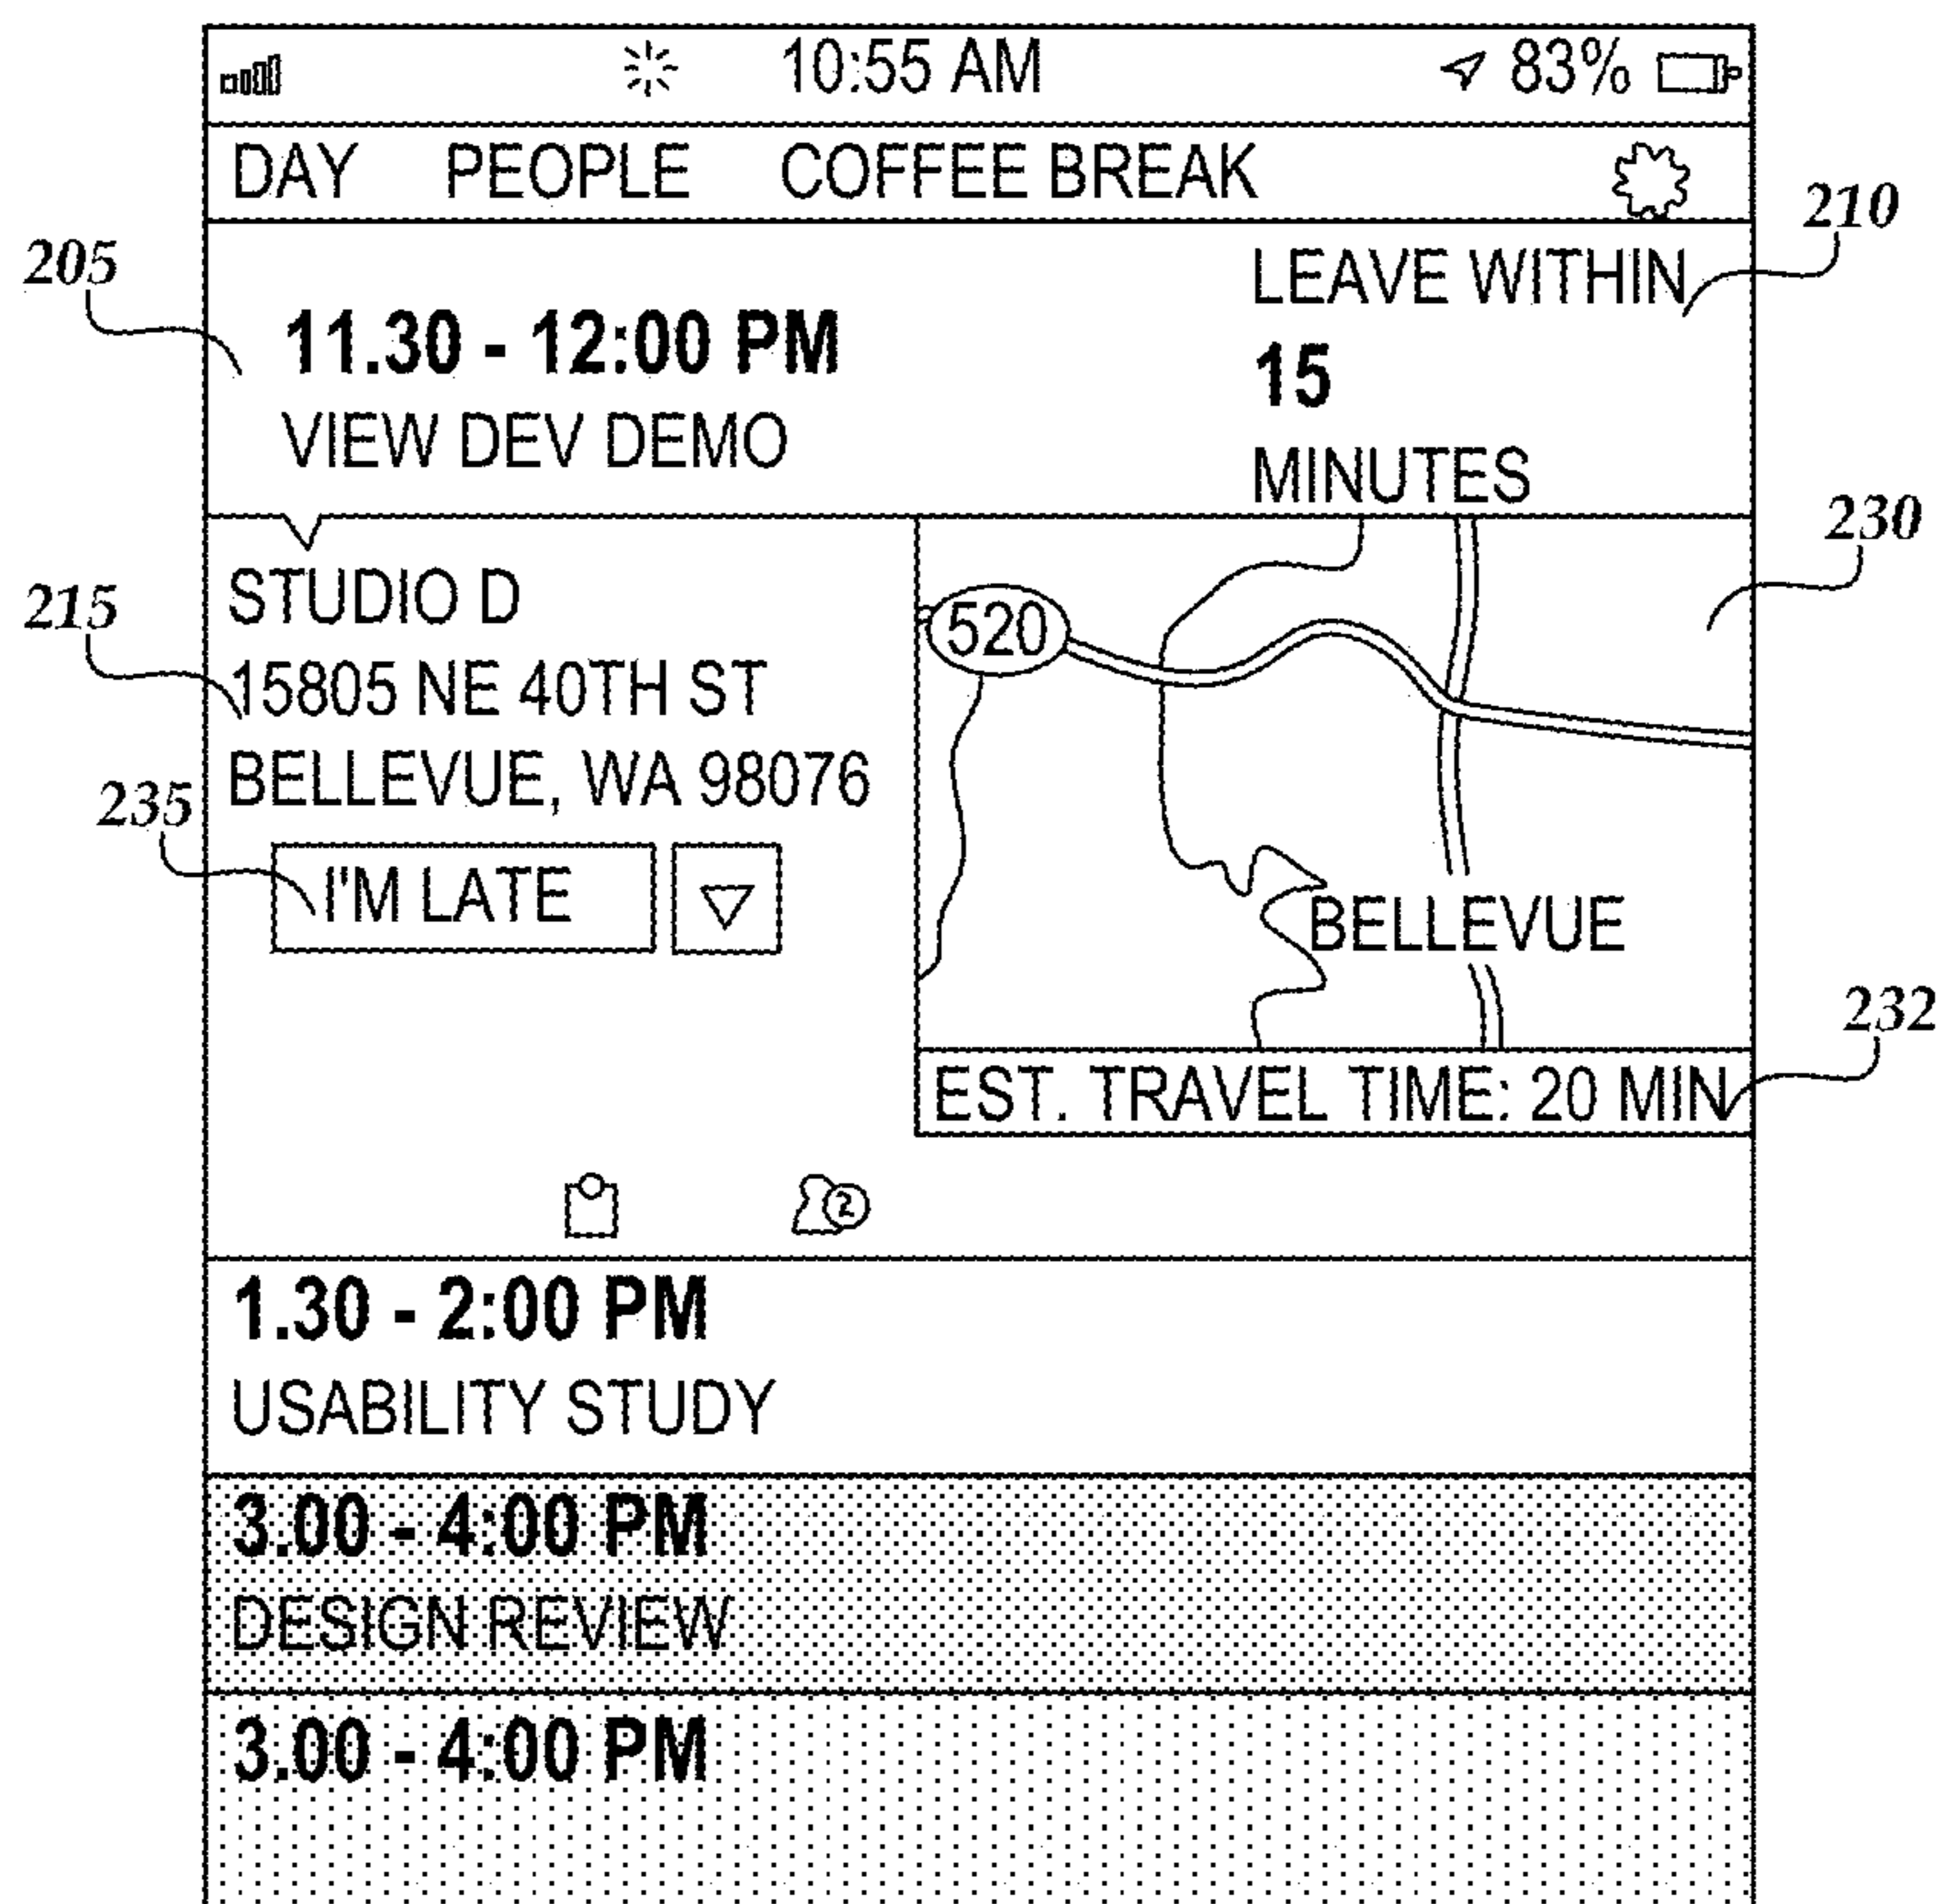 10:55 AM 83%
DAY PEOPLE COFFEE BREAK
210
205
LEAVE WITHIN
11.30 - 12:00 PM
15
VIEW DEV DEMO
MINUTES
230
STUDIO D
520
215
15805 NE 40TH ST
BELLEVUE, WA 98076
235
I'M LATE
BELLEVUE
232
EST. TRAVEL TIME: 20 MIN
2
1.30 - 2:00 PM
USABILITY STUDY
3.00 - 4:00 PM
DESIGN REVIEW
3.00 - 4:00 PM